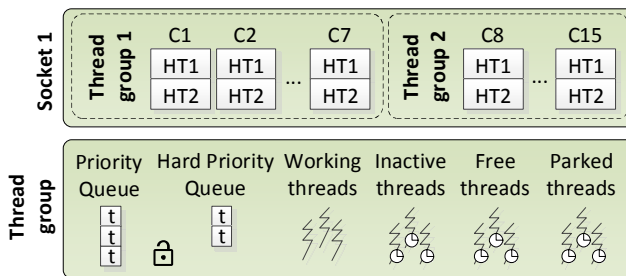 Socket 1
Thread group 1
C1 C2 C7
HT1 HT1 ... HT1
HT2 HT2 HT2
Thread group 2
C8 C15
HT1 ... HT1
HT2 HT2
Thread group
Priority Queue
t
t
t
Hard Priority Queue
t
t
Working threads
Inactive threads
Free threads
Parked threads